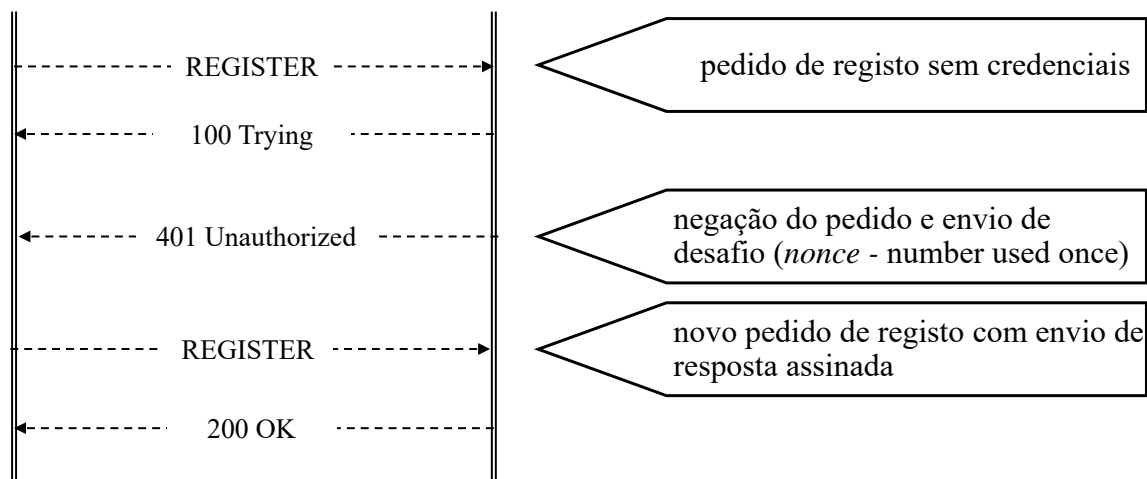 REGISTER
pedido de registo sem credenciais
100 Trying
401 Unauthorized
negação do pedido e envio de
desafio (nonce - number used once)
REGISTER
novo pedido de registo com envio de
resposta assinada
200 OK